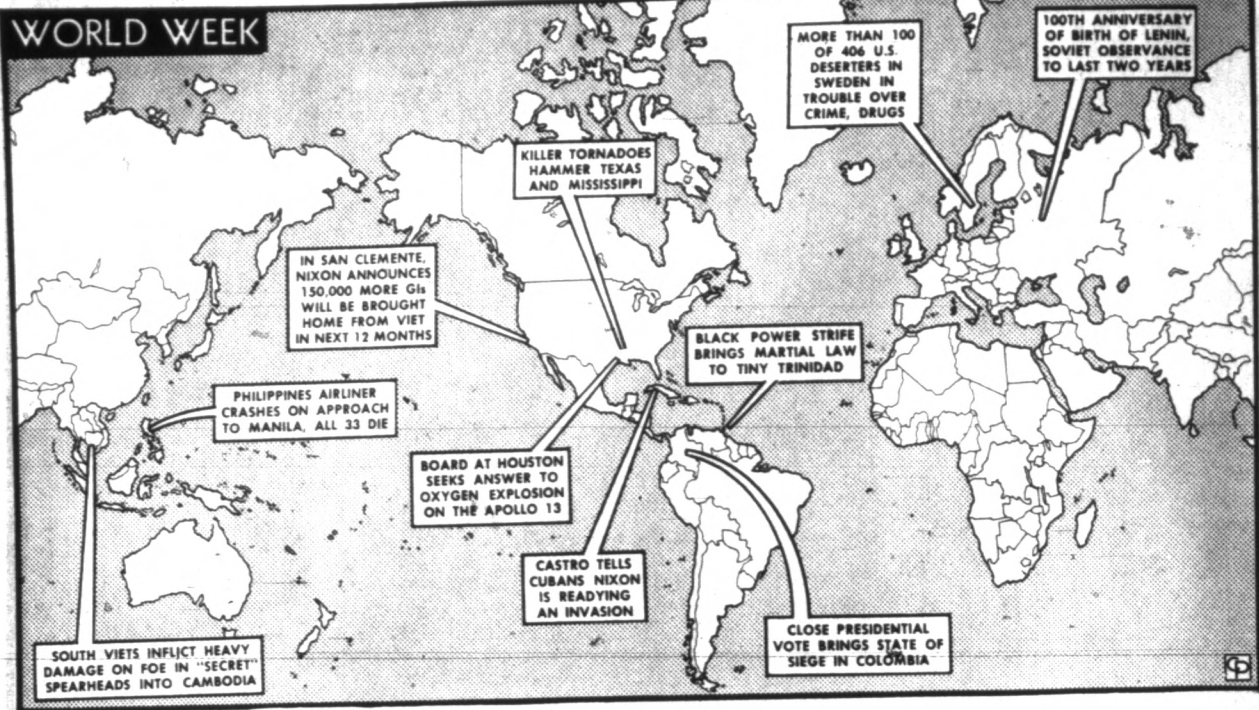 WORLD WEEK
MORE THAN 100
OF 406 U.S.
DESERTERS IN
SWEDEN IN
TROUBLE OVER
CRIME, DRUGS
100TH ANNIVERSARY
OF BIRTH OF LENIN,
SOVIET OBSERVANCE
TO LAST TWO YEARS
KILLER TORNADOES
HAMMER TEXAS
AND MISSISSIPPI
IN SAN CLEMENTE,
NIXON ANNOUNCES
150,000 MORE GIs
WILL BE BROUGHT
HOME FROM VIET
IN NEXT 12 MONTHS
BLACK POWER STRIFE
BRINGS MARTIAL LAW
TO TINY TRINIDAD
PHILIPPINES AIRLINER
CRASHES ON APPROACH
TO MANILA, ALL 33 DIE
BOARD AT HOUSTON
SEEKS ANSWER TO
OXYGEN EXPLOSION
ON THE APOLLO 13
CASTRO TELLS
CUBANS NIXON
IS READYING
AN INVASION
CLOSE PRESIDENTIAL
VOTE BRINGS STATE OF
SIEGE IN COLOMBIA
SOUTH VIETS INFLICT HEAVY
DAMAGE ON FOE IN "SECRET"
SPEARHEADS INTO CAMBODIA
CP